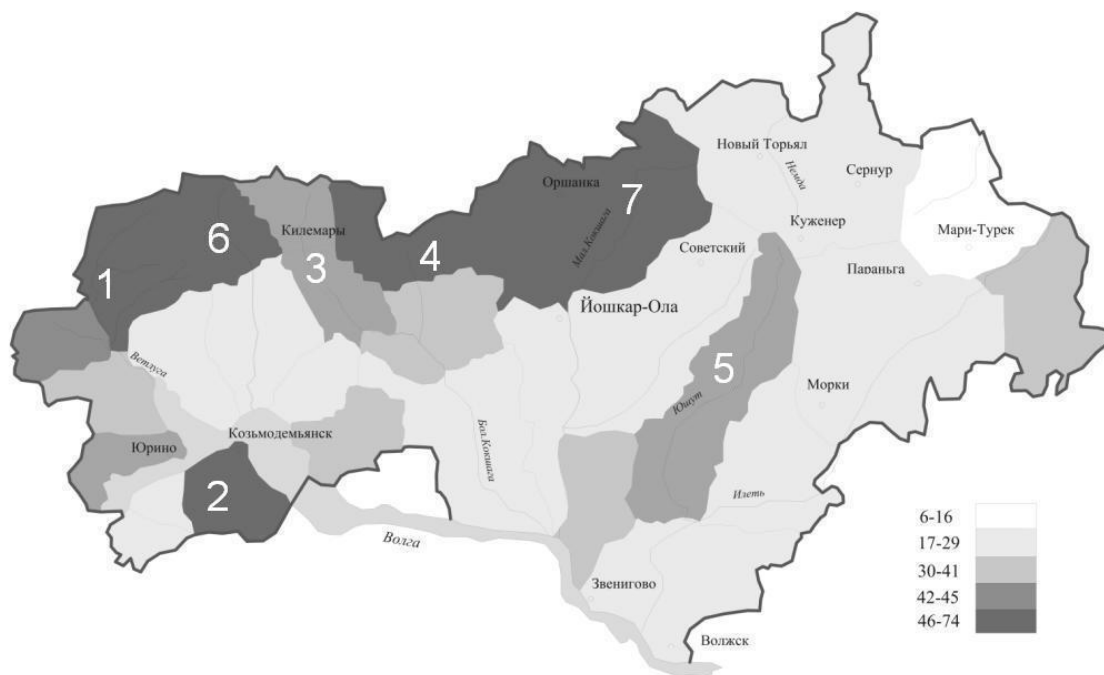 Новый Торъял
Немда
Сернур
Оршанка
7
Мал.Кокшага
Килемары
6
3
4
1
Советский
Куженер
Мари-Турек
Параньга
Йошкар-Ола
5
Ветлуга
Юшут
Морки
Юрино
Козьмодемьянск
Бол.Кокшага
2
Илеть
Волга
Звенигово
Волжск
6-16
17-29
30-41
42-45
46-74